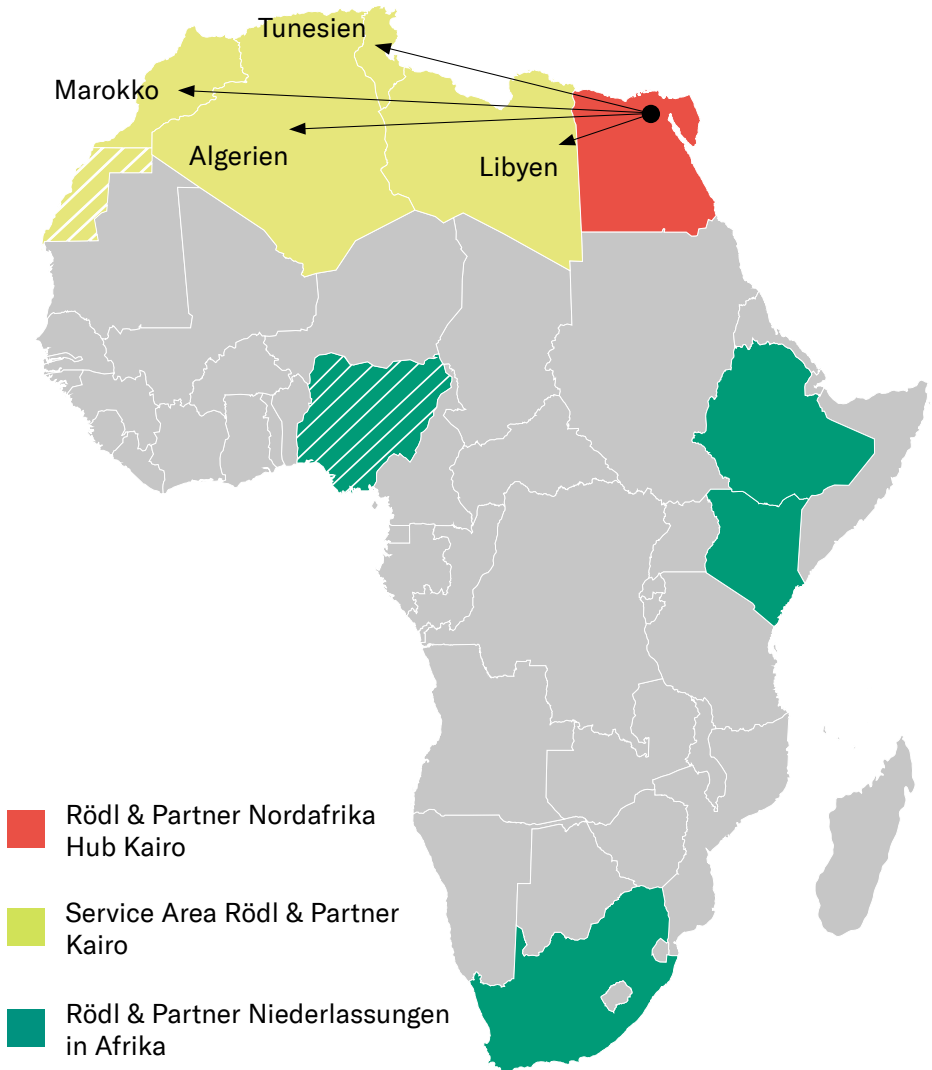 Tunesien
Marokko
Algerien
Libyen
Rödl & Partner Nordafrika
Hub Kairo
Service Area Rödl & Partner
Kairo
Rödl & Partner Niederlassungen
in Afrika